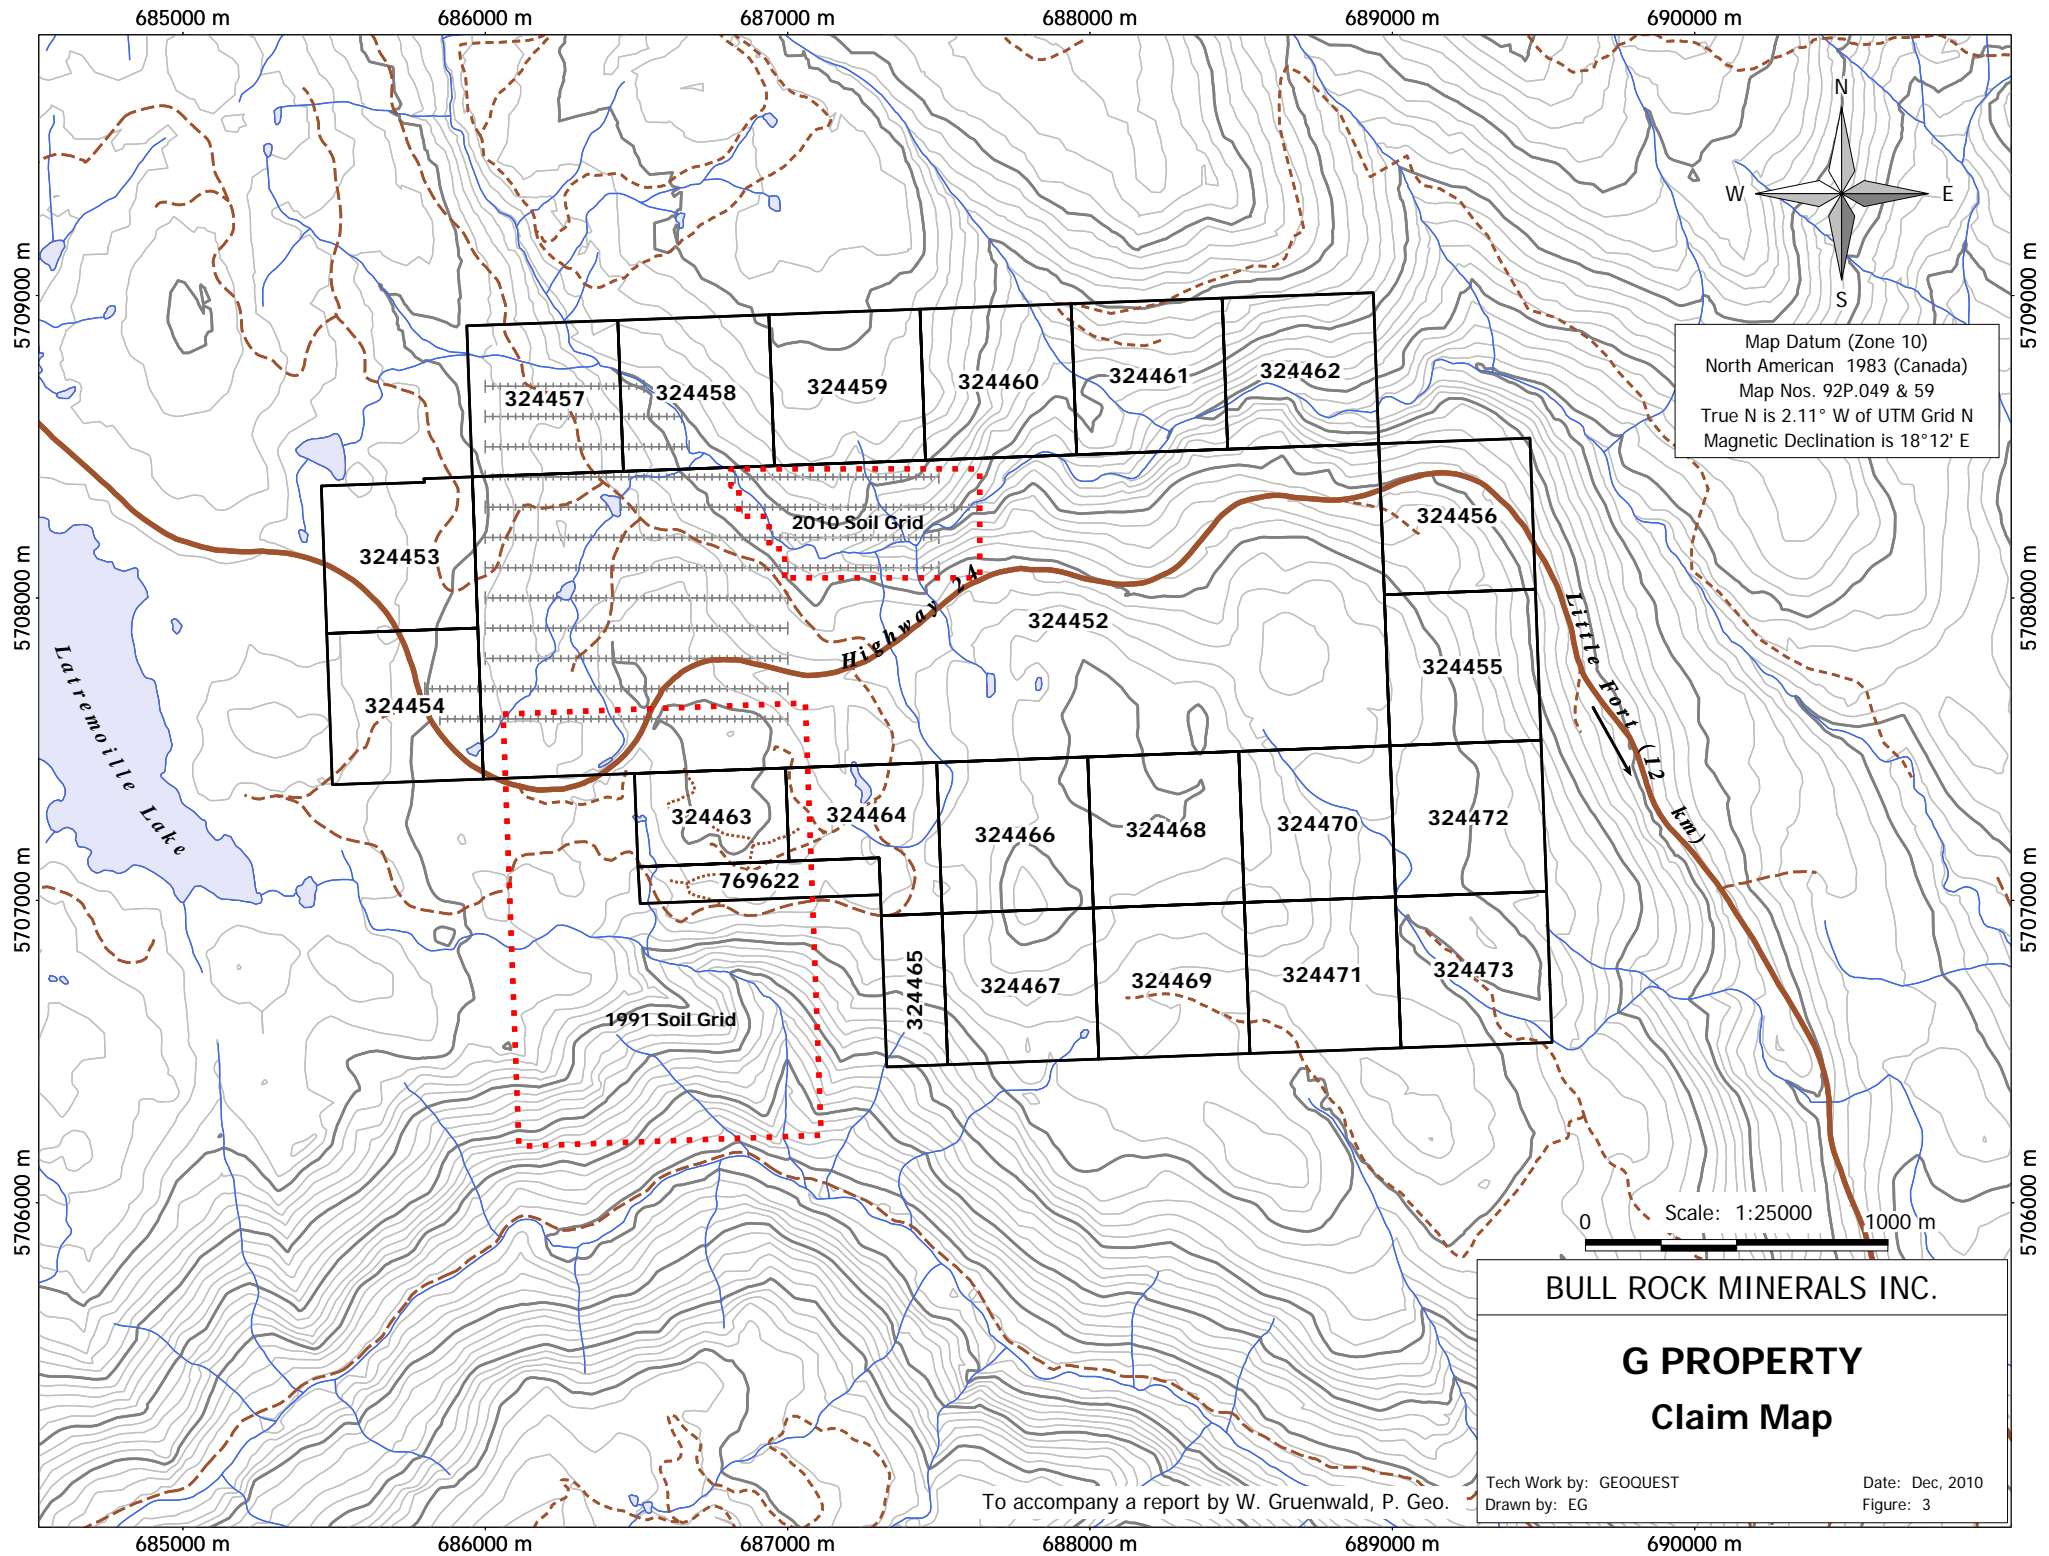 685000 m
686000 m
687000 m
688000 m
689000 m
690000 m
N
W
E
S
5709000 m
5709000 m
Map Datum (Zone 10)
North American 1983 (Canada)
Map Nos. 92P.049 & 59
True N is 2.11° W of UTM Grid N
Magnetic Declination is 18°12' E
324457
324458
324459
324460
324461
324462
324453
2010 Soil Grid
324456
5708000 m
5708000 m
Highway 24
324452
Little Fort (12 km)
324455
324454
Latremoille Lake
324463
324464
324466
324468
324470
324472
769622
5707000 m
5707000 m
324465
324467
324469
324471
324473
1991 Soil Grid
5706000 m
5706000 m
Scale: 1:25000
0
1000 m
BULL ROCK MINERALS INC.
G PROPERTY
Claim Map
Tech Work by: GEOQUEST
Date: Dec, 2010
Drawn by: EG
Figure: 3
To accompany a report by W. Gruenwald, P. Geo.
685000 m
686000 m
687000 m
688000 m
689000 m
690000 m